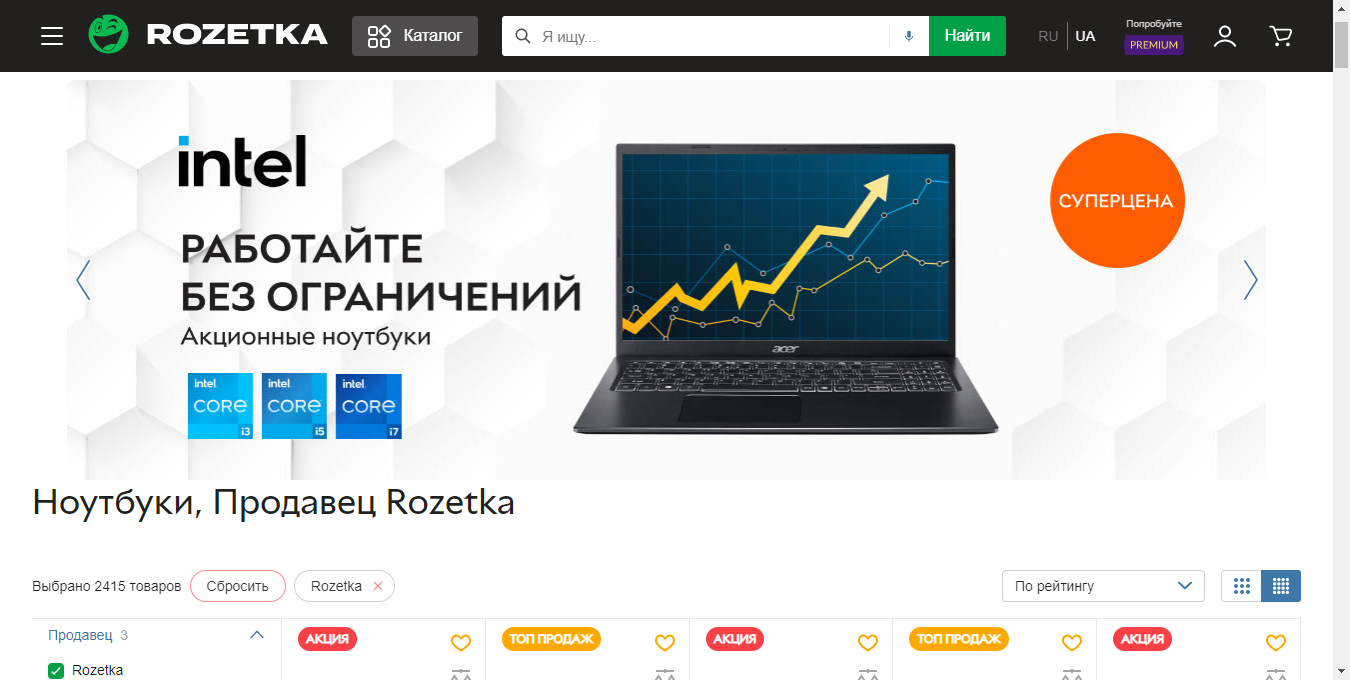 ROZETKA
Каталог
Я ищу...
Найти
RU
UA
Попробуйте
PREMIUM
intel
РАБОТАЙТЕ
БЕЗ ОГРАНИЧЕНИЙ
Акционные ноутбуки
intel.
CORE
i3
intel.
CORE
i5
intel.
CORE
i7
acer
СУПЕРЦЕНА
Ноутбуки, Продавец Rozetka
Выбрано 2415 товаров
Сбросить
Rozetka
По рейтингу
Продавец 3
Rozetka
АКЦИЯ
ТОП ПРОДАЖ
АКЦИЯ
ТОП ПРОДАЖ
АКЦИЯ